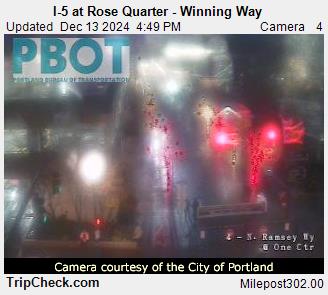 I-5 at Rose Quarter - Winning Way
Updated Dec 13 2024 4:49 PM Camera 4
PBOT
PORTLAND BUREAU OF TRANSPORTATION
4 - N. Ramsey Wy
@ One Ctr
Camera courtesy of the City of Portland
TripCheck.com Milepost302.00